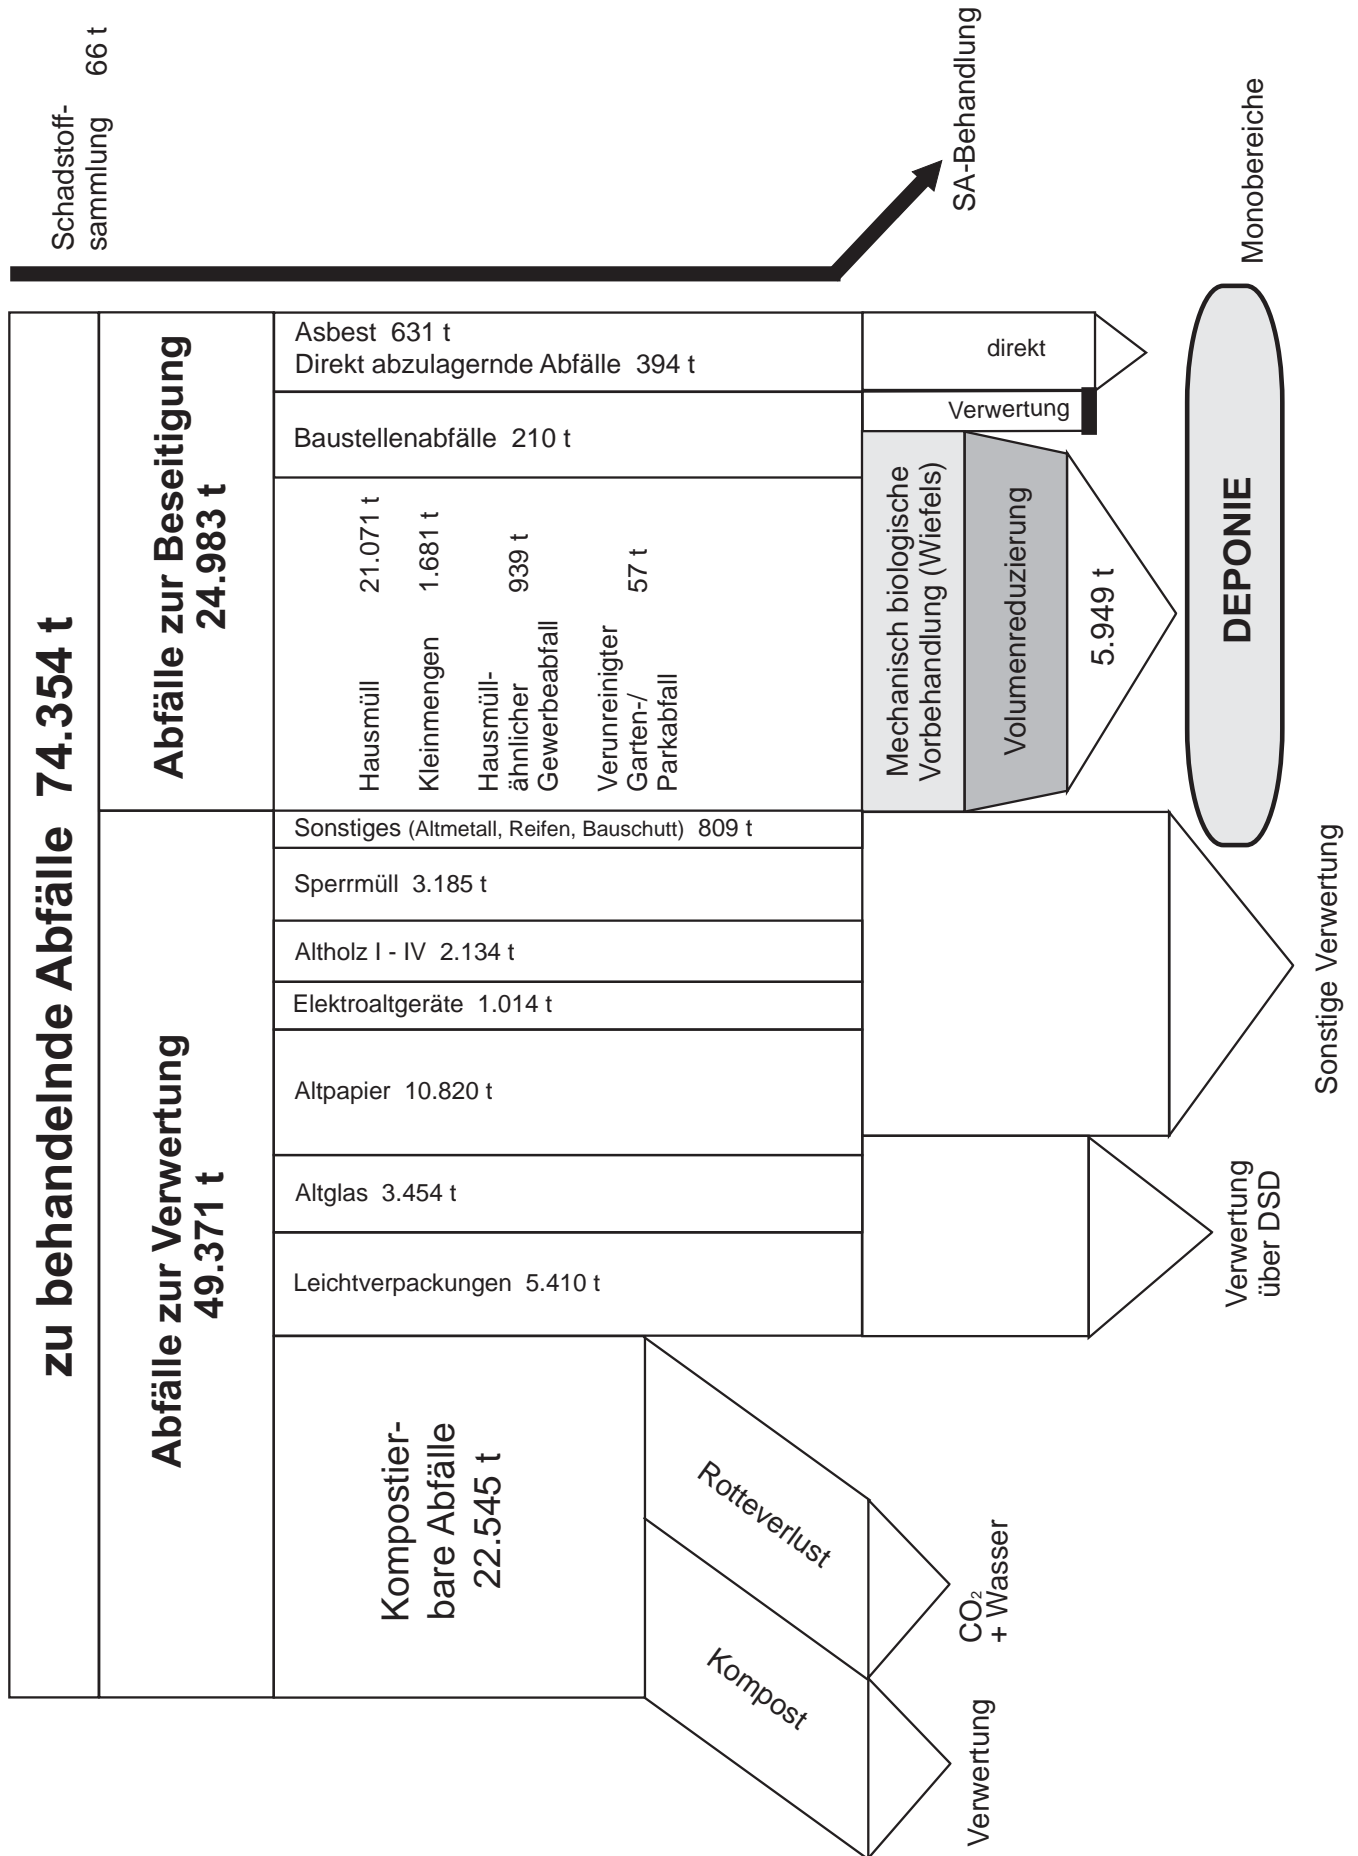 Schadstoff-
sammlung 66 t
zu behandelnde Abfälle 74.354 t
Abfälle zur Verwertung
49.371 t
Abfälle zur Beseitigung
24.983 t
Asbest 631 t
Direkt abzulagernde Abfälle 394 t
Baustellenabfälle 210 t
Hausmüll 21.071 t
Kleinmengen 1.681 t
Hausmüll-
ähnlicher 939 t
Gewerbeabfall
Verunreinigter
Garten-/ 57 t
Parkabfall
Sonstiges (Altmetall, Reifen, Bauschutt) 809 t
Sperrmüll 3.185 t
Altholz I - IV 2.134 t
Elektroaltgeräte 1.014 t
Altpapier 10.820 t
Altglas 3.454 t
Leichtverpackungen 5.410 t
Kompostier-
bare Abfälle
22.545 t
direkt
Verwertung
Mechanisch biologische
Vorbehandlung (Wiefels)
Volumenreduzierung
5.949 t
SA-Behandlung
Monobereiche
DEPONIE
Sonstige Verwertung
Verwertung
über DSD
Rotteverlust
Kompost
CO₂
+ Wasser
Verwertung